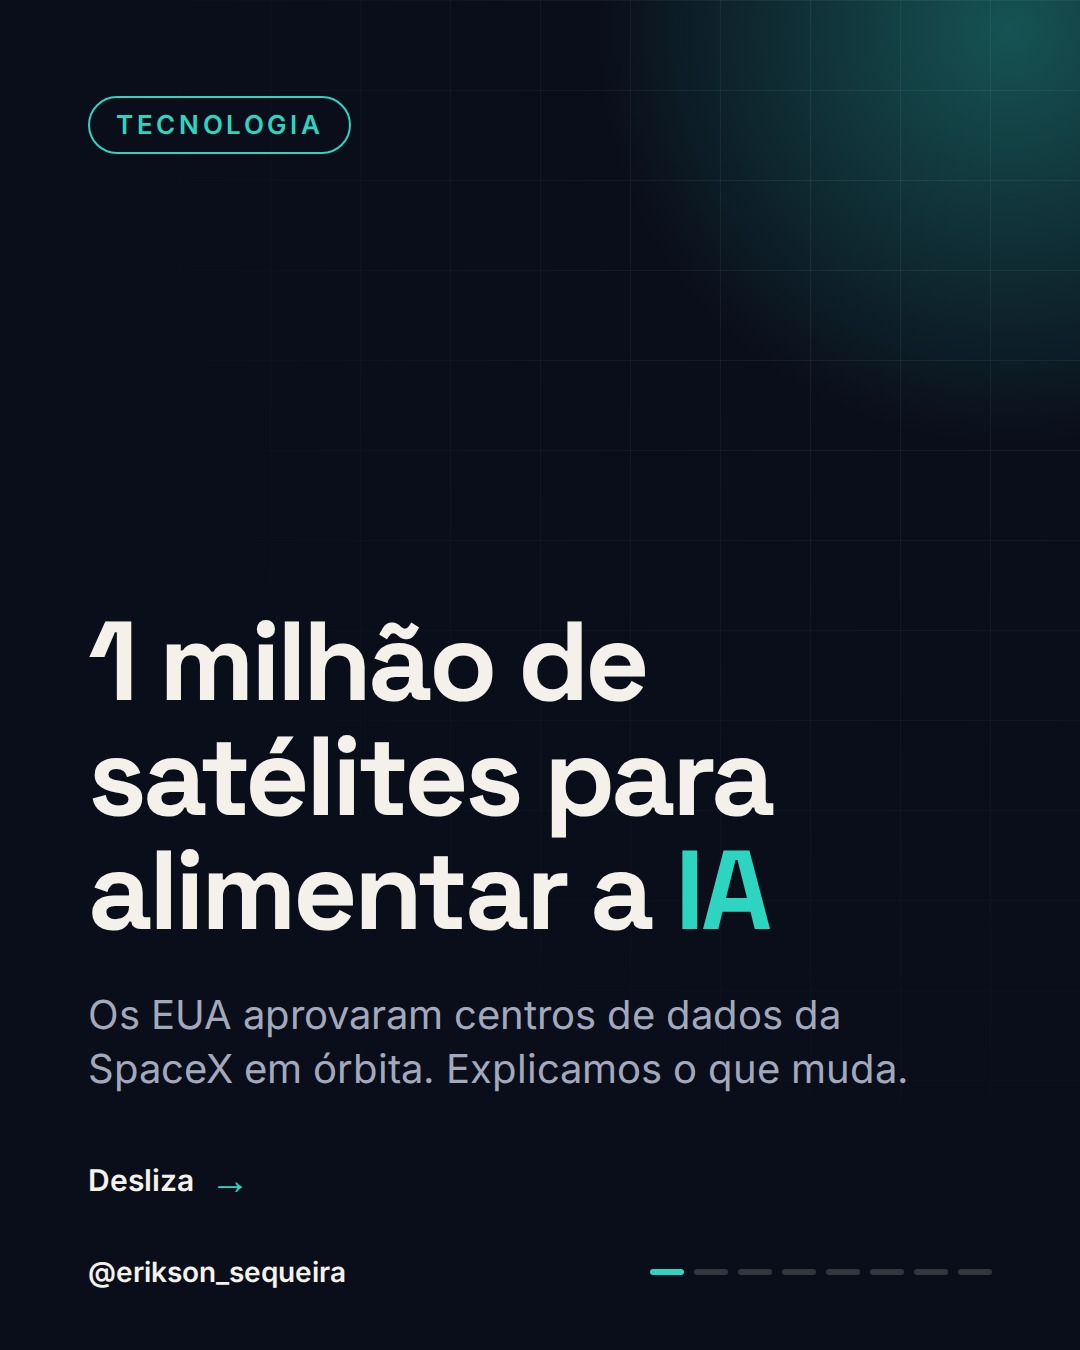 TECNOLOGIA
1 milhão de
satélites para
alimentar a IA
Os EUA aprovaram centros de dados da
SpaceX em órbita. Explicamos o que muda.
Desliza →
@erikson_sequeira